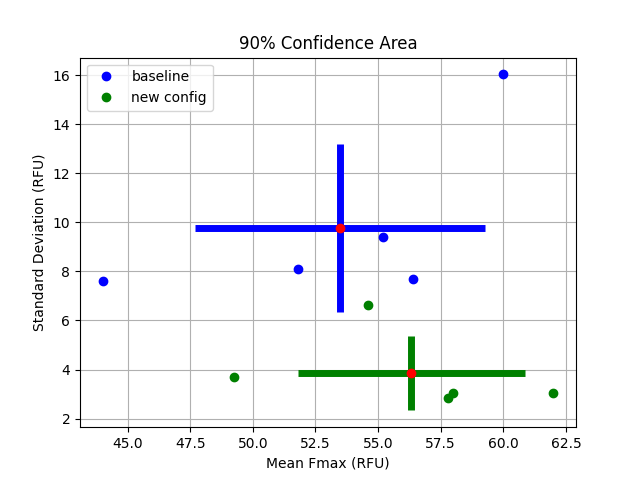 90% Confidence Area
baseline
new config
Standard Deviation (RFU)
16
14
12
10
8
6
4
2
45.0 47.5 50.0 52.5 55.0 57.5 60.0 62.5
Mean Fmax (RFU)